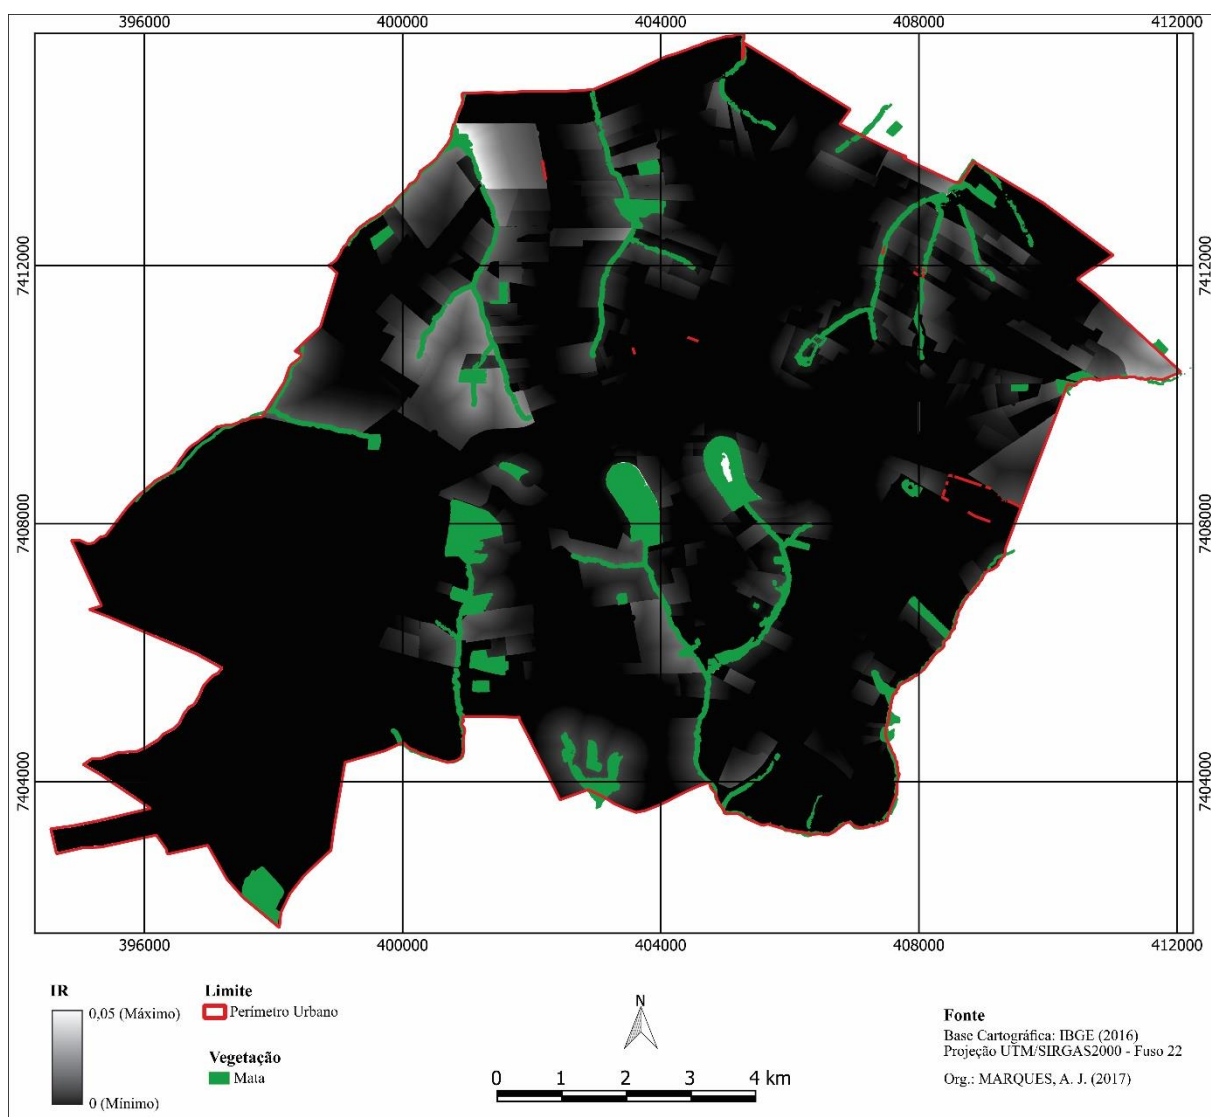 396000 400000 404000 408000 412000
7412000 7412000
7408000 7408000
7404000 7404000
396000 400000 404000 408000 412000
IR
0,05 (Máximo)
0 (Mínimo)
Limite
Perímetro Urbano
Vegetação
Mata
N
0 1 2 3 4 km
Fonte
Base Cartográfica: IBGE (2016)
Projeção UTM/SIRGAS2000 - Fuso 22
Org.: MARQUES, A. J. (2017)